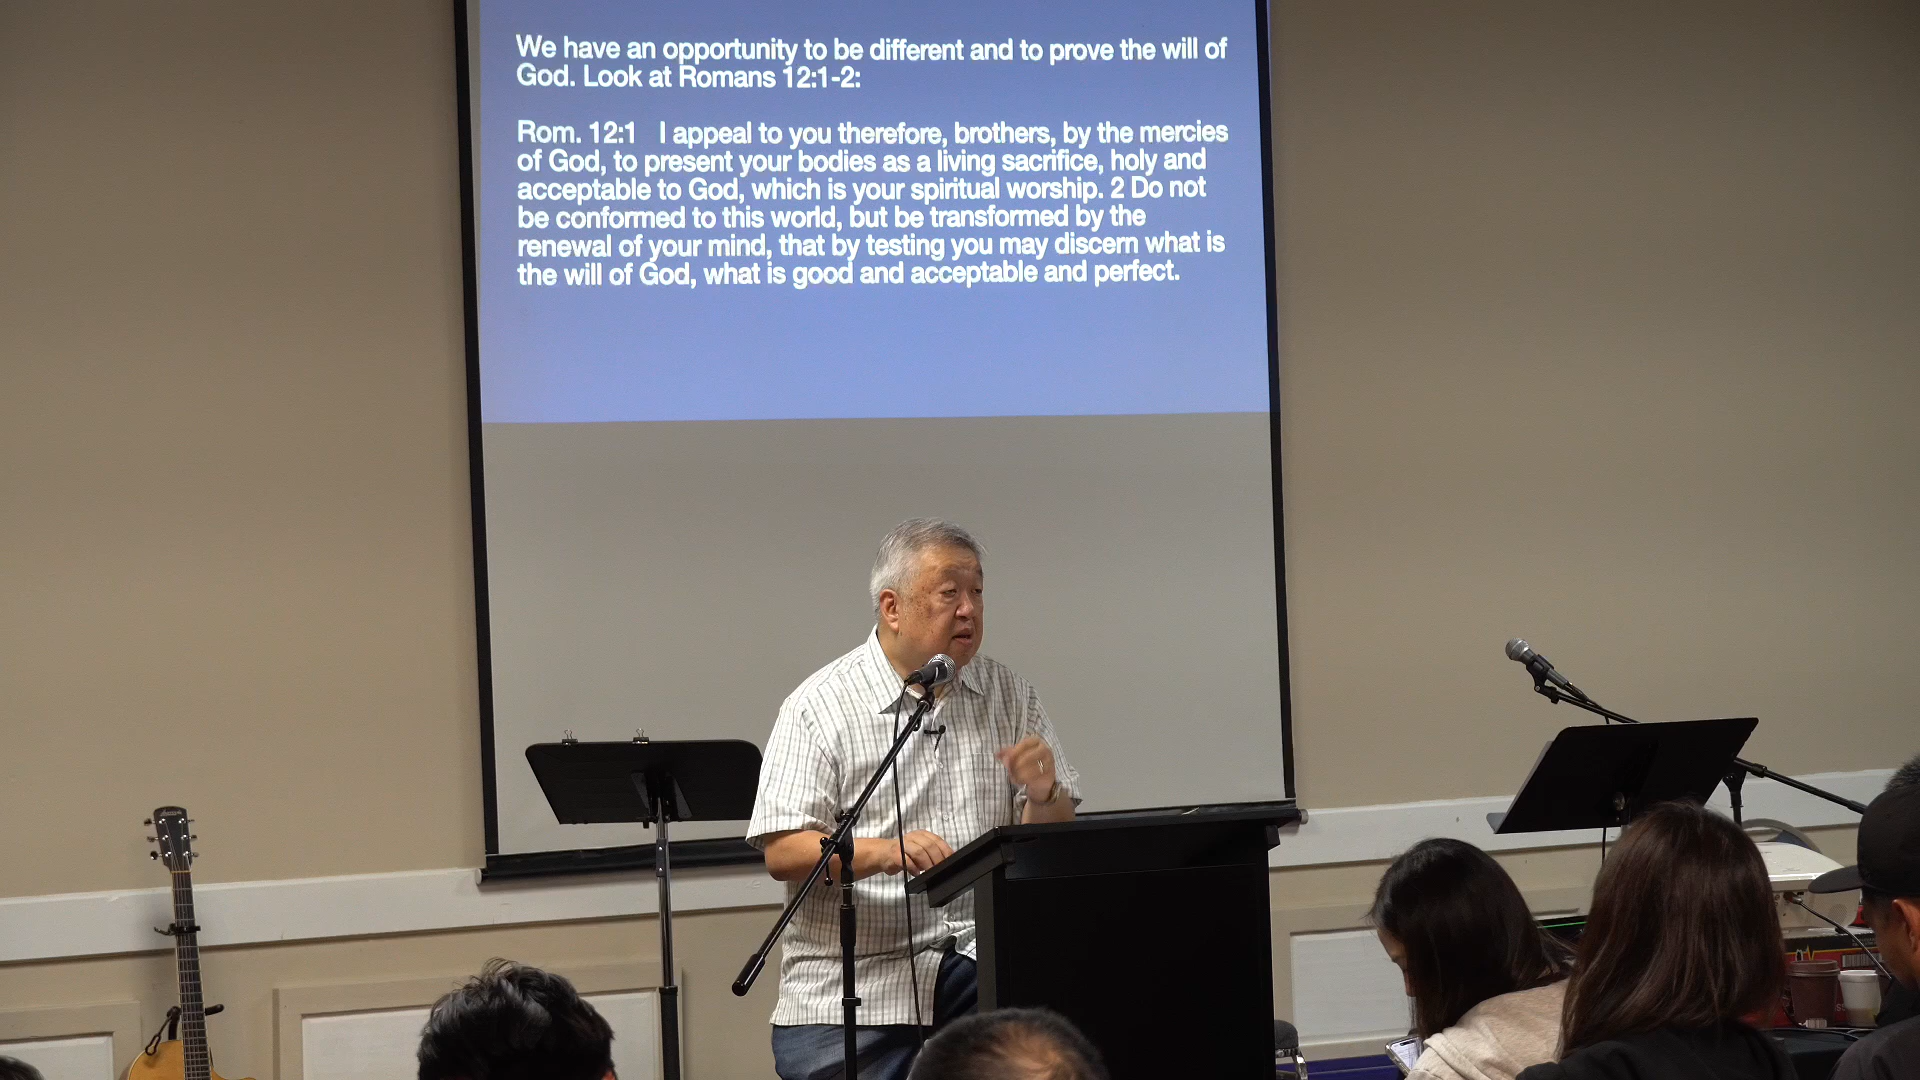 We have an opportunity to be different and to prove the will of
God. Look at Romans 12:1-2:
Rom. 12:1 I appeal to you therefore, brothers, by the mercies
of God, to present your bodies as a living sacrifice, holy and
acceptable to God, which is your spiritual worship. 2 Do not
be conformed to this world, but be transformed by the
renewal of your mind, that by testing you may discern what is
the will of God, what is good and acceptable and perfect.